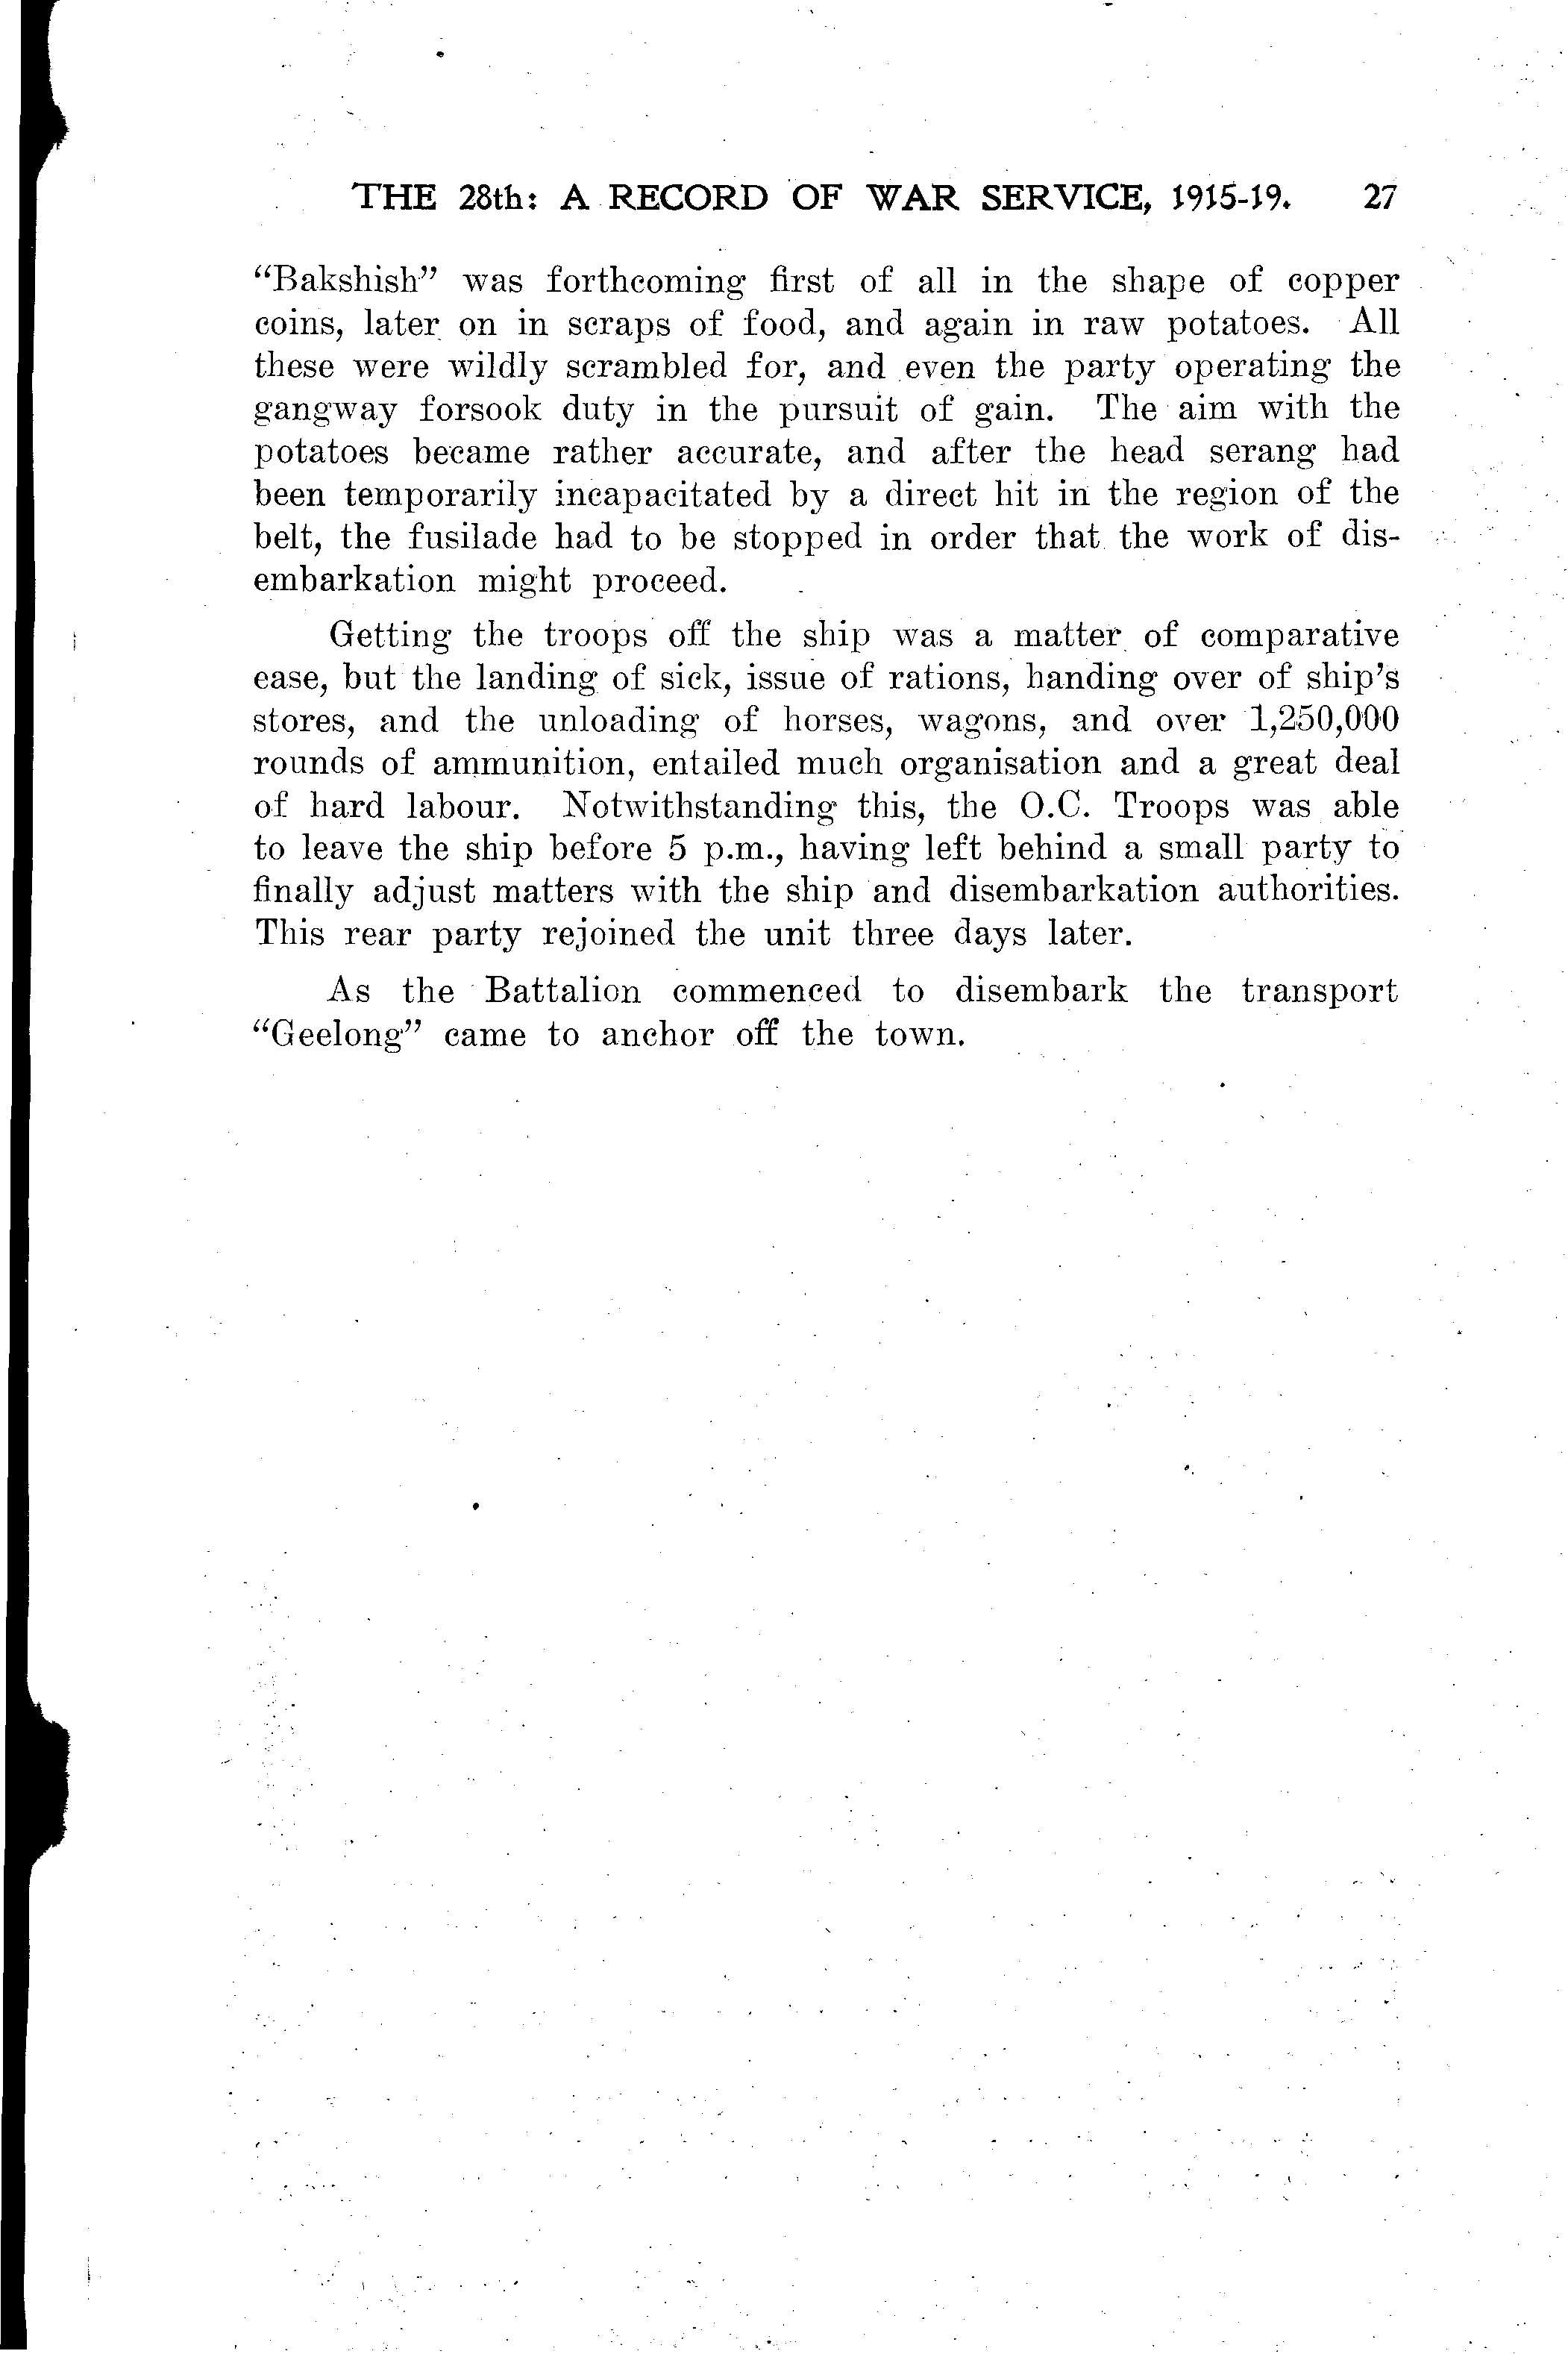 THE 28th: A RECORD OF WAR SERVICE, 1915-19. 27
“Bakshish” was forthcoming first of all in the shape of copper
coins, later on in scraps of food, and again in raw potatoes. All
these were wildly scrambled for, and even the party operating the
gangway forsook duty in the pursuit of gain. The aim with the
potatoes became rather accurate, and after the head serang had
been temporarily incapacitated by a direct hit in the region of the
belt, the fusilade had to be stopped in order that the work of dis-
embarkation might proceed.
Getting the troops off the ship was a matter of comparative
ease, but the landing of sick, issue of rations, handing over of ship’s
stores, and the unloading of horses, wagons, and over 1,250,000
rounds of ammunition, entailed much organisation and a great deal
of hard labour. Notwithstanding this, the O.C. Troops was able
to leave the ship before 5 p.m., having left behind a small party to
finally adjust matters with the ship and disembarkation authorities.
This rear party rejoined the unit three days later.
As the Battalion commenced to disembark the transport
“Geelong” came to anchor off the town.